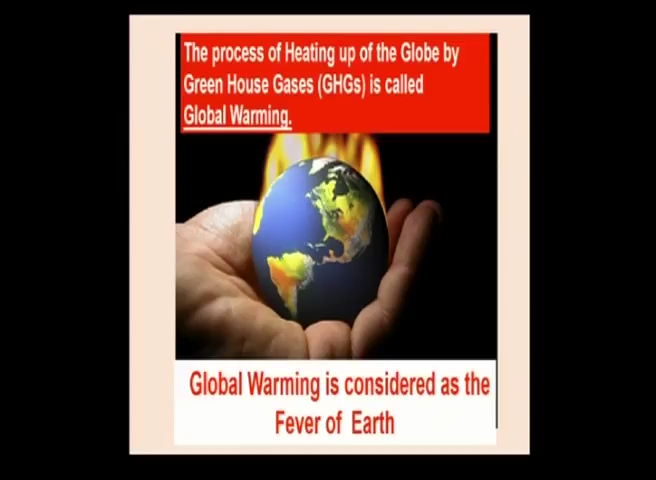 The process of Heating up of the Globe by
Green House Gases (GHGs) is called
Global Warming.
Global Warming is considered as the
Fever of Earth